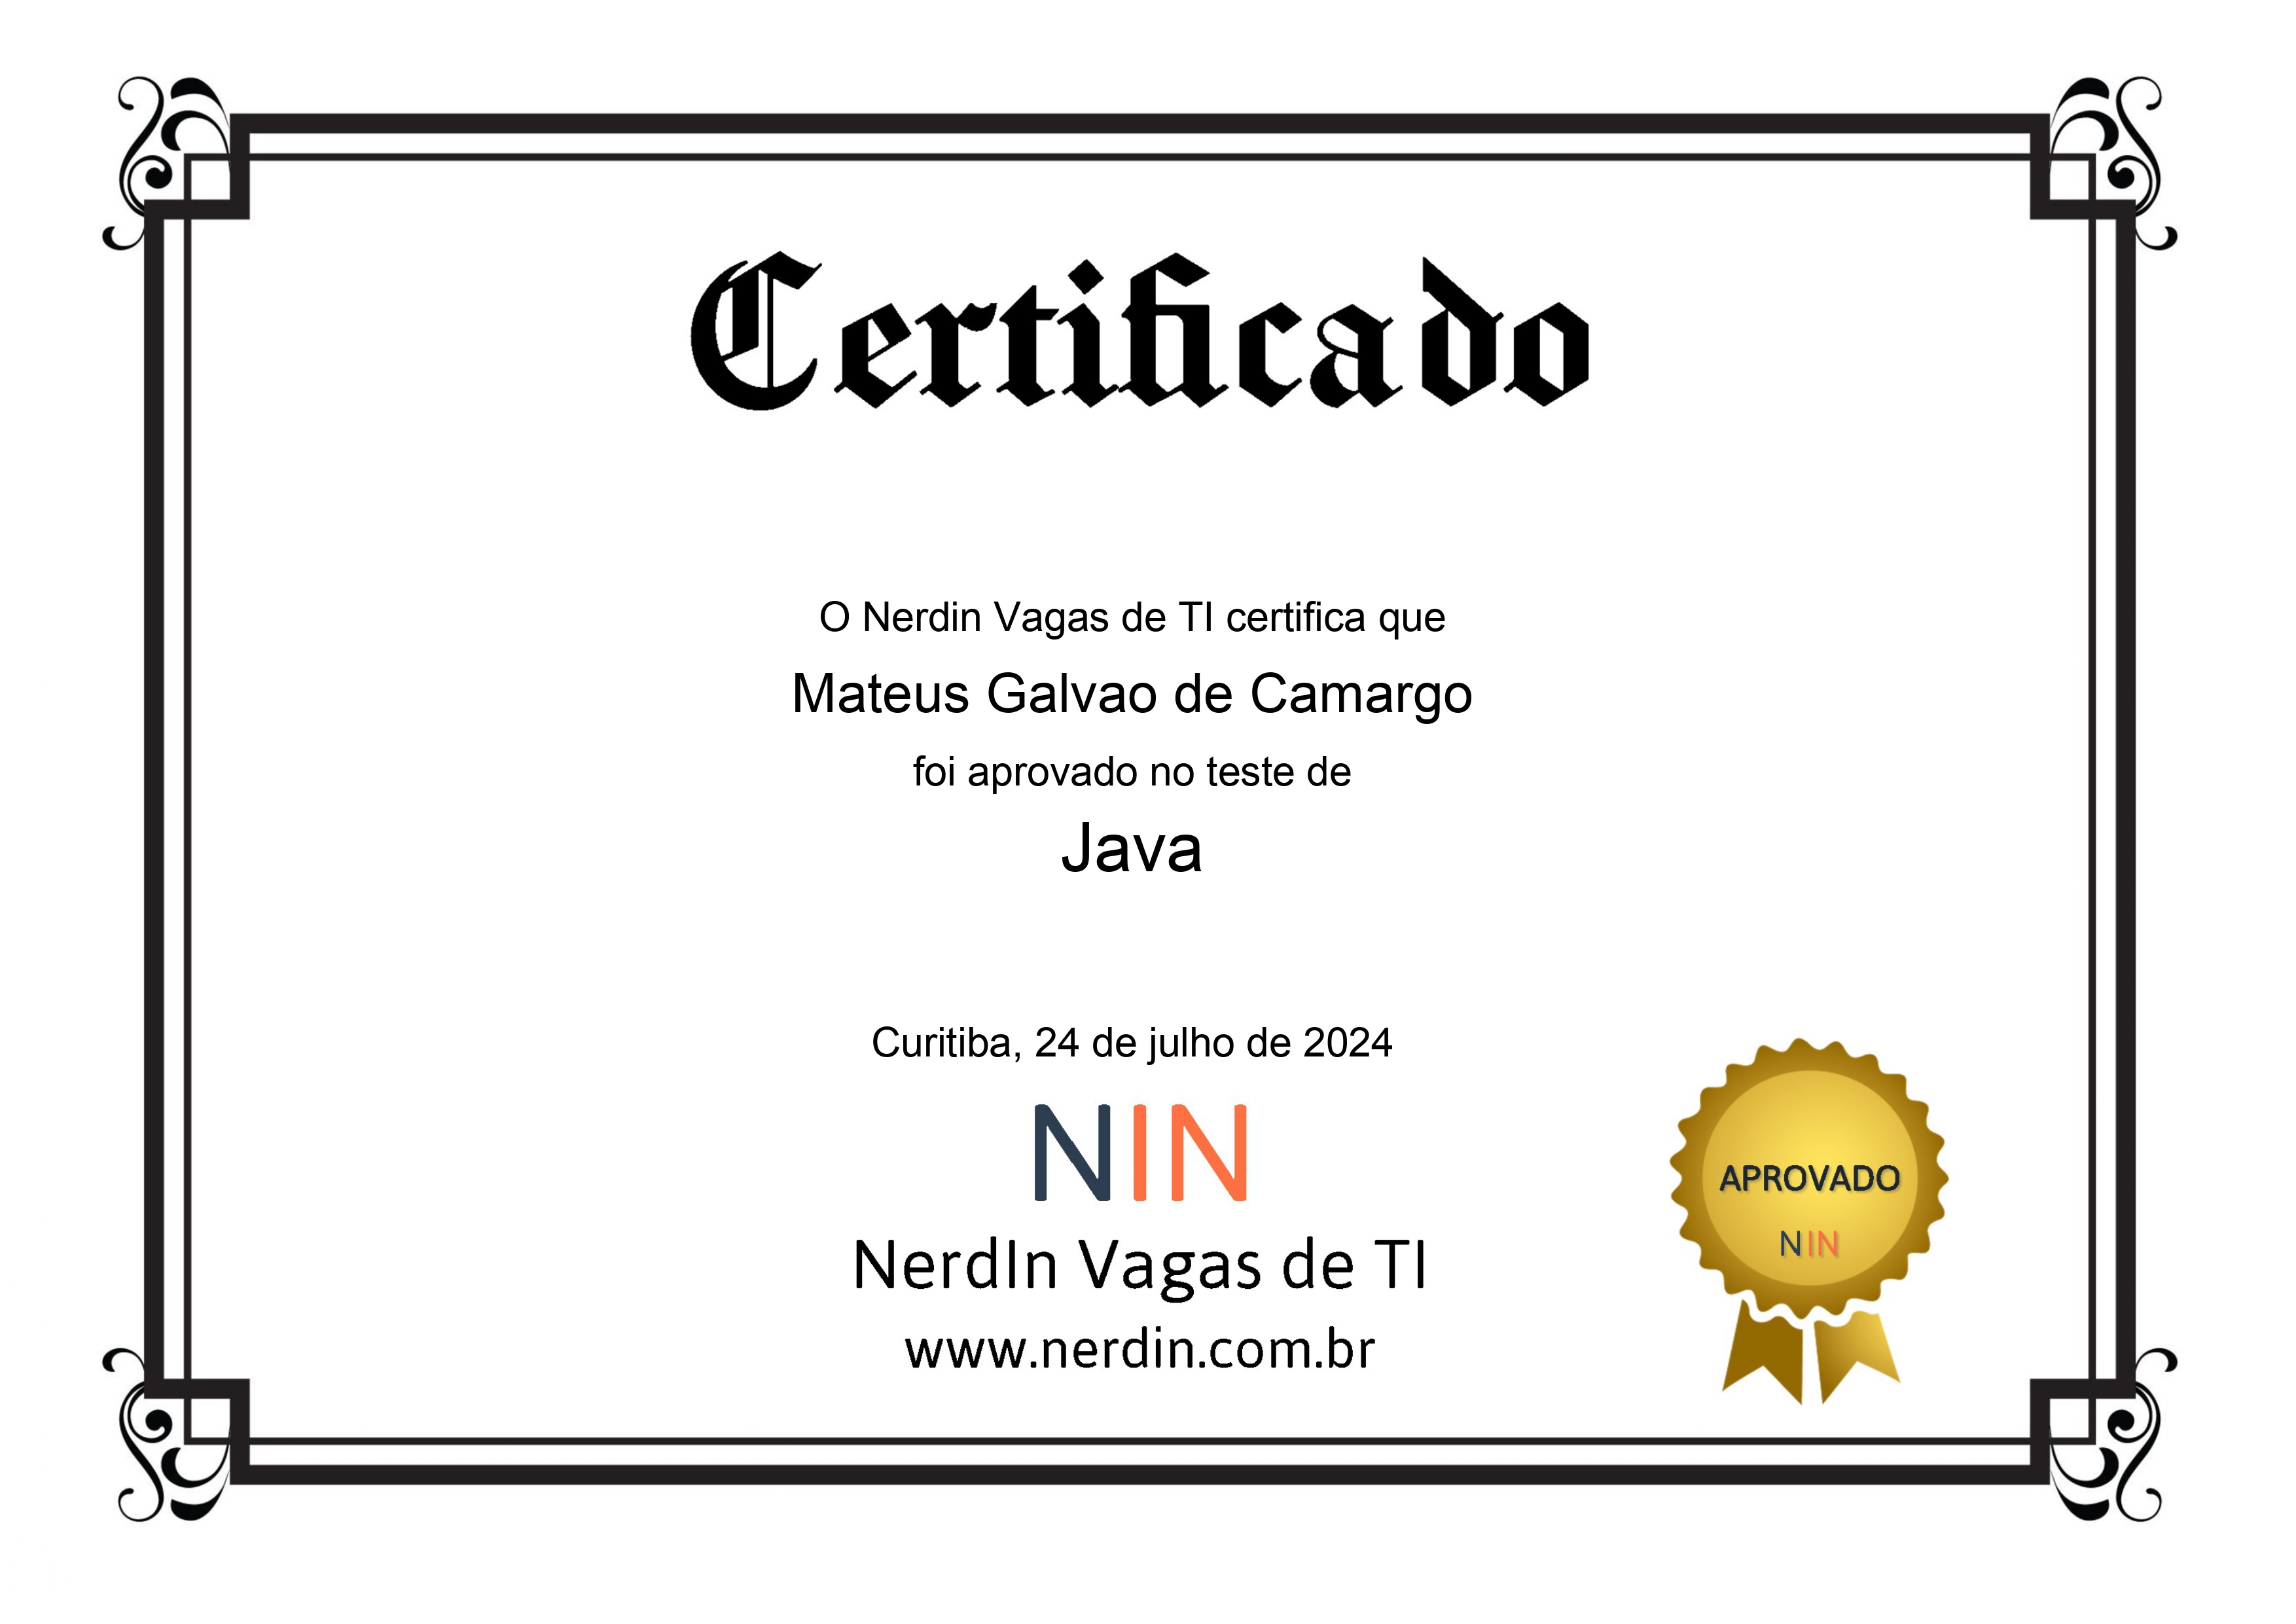 Certificado
O Nerdin Vagas de TI certifica que
Mateus Galvao de Camargo
foi aprovado no teste de
Java
Curitiba, 24 de julho de 2024
NIN
NerdIn Vagas de TI
www.nerdin.com.br
APROVADO
NIN